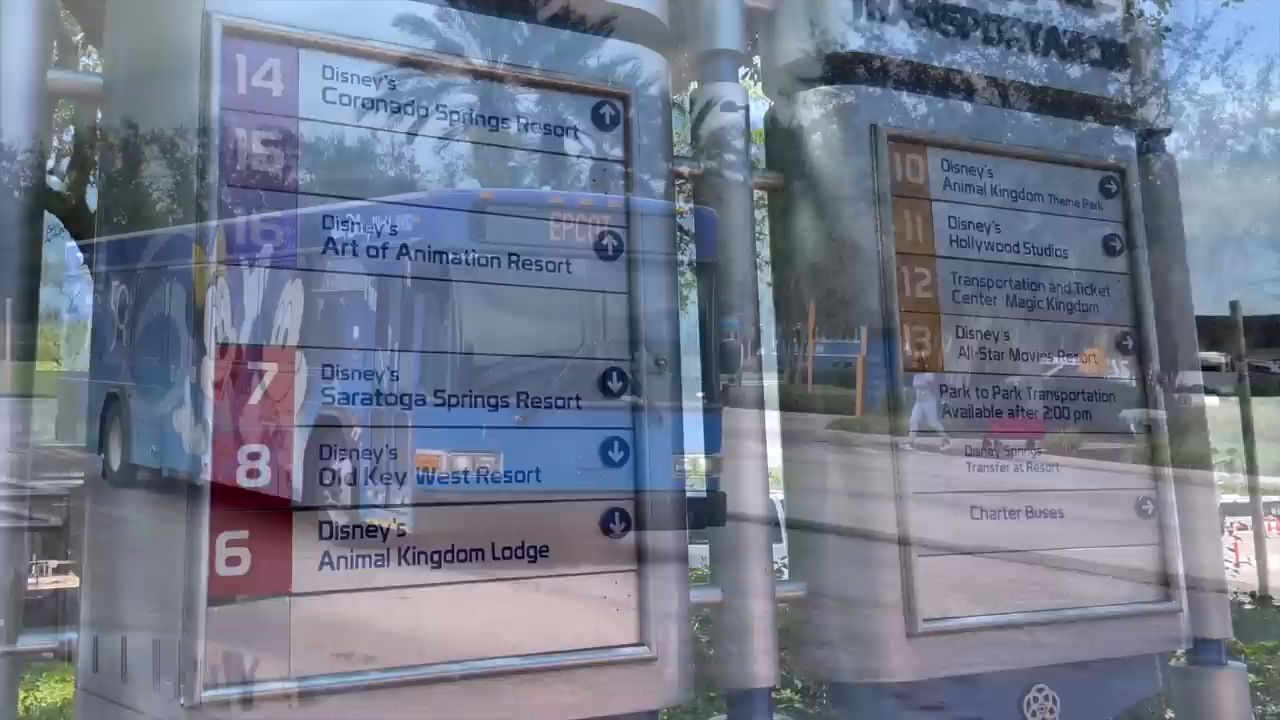 TRANSPORTATION
14
Disney's
Coronado Springs Resort
15
16
Disney's
Art of Animation Resort
EPCOT
7
Disney's
Saratoga Springs Resort
8
Disney's
Old Key West Resort
6
Disney's
Animal Kingdom Lodge
10
Disney's
Animal Kingdom Theme Park
11
Disney's
Hollywood Studios
12
Transportation and Ticket
Center Magic Kingdom
13
Disney's
All-Star Movies Resort
Park to Park Transportation
Available after 2:00 pm
Disney Springs
Transfer at Resort
Charter Buses